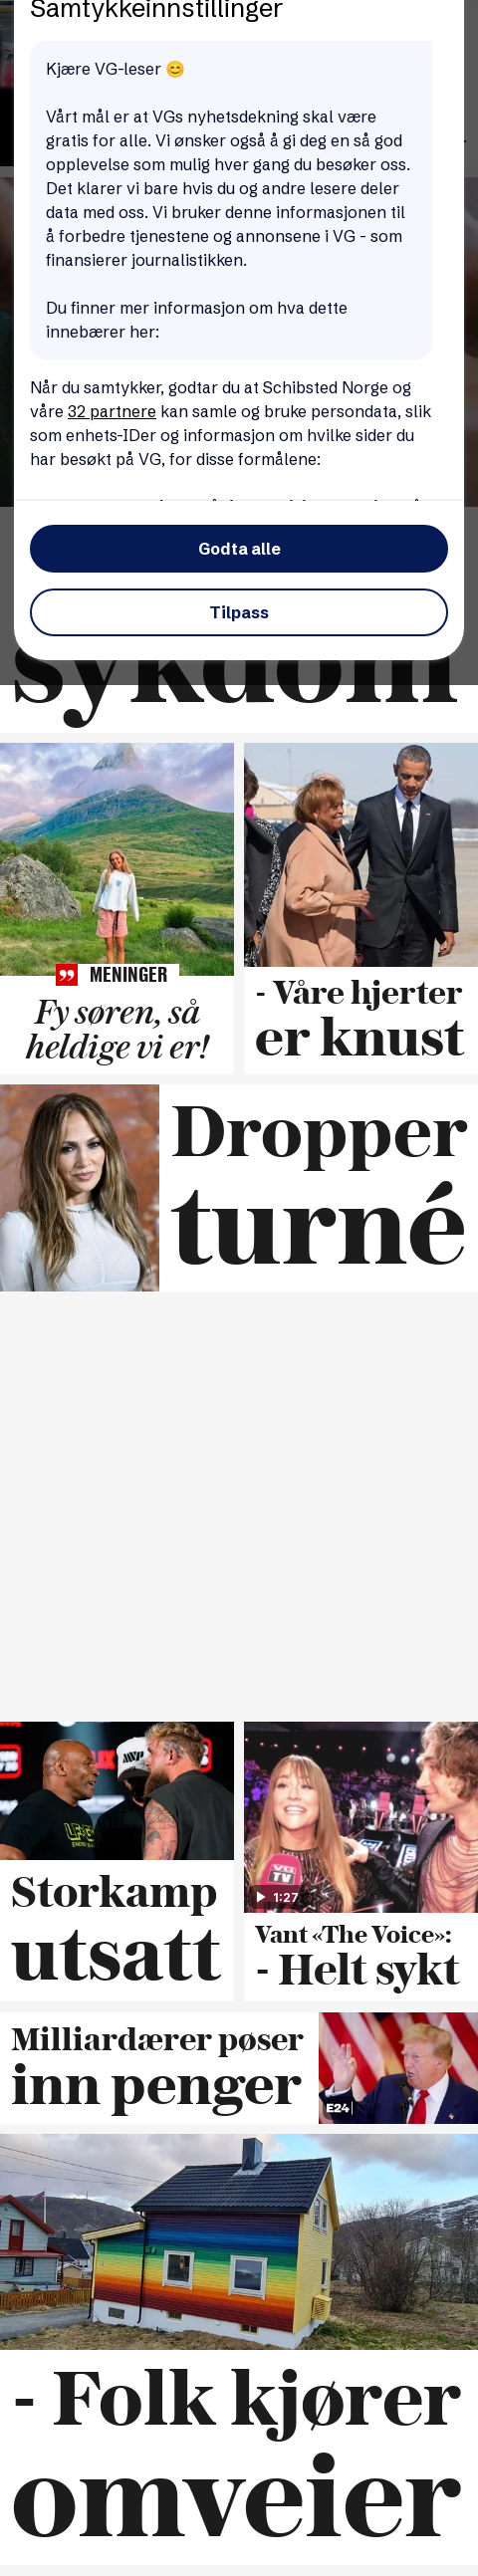 Samtykkeinnstillinger
Kjære VG-leser 😊
Vårt mål er at VGs nyhetsdekning skal være
gratis for alle. Vi ønsker også å gi deg en så god
opplevelse som mulig hver gang du besøker oss.
Det klarer vi bare hvis du og andre lesere deler
data med oss. Vi bruker denne informasjonen til
å forbedre tjenestene og annonsene i VG - som
finansierer journalistikken.
Du finner mer informasjon om hva dette
innebærer her:
Når du samtykker, godtar du at Schibsted Norge og
våre 32 partnere kan samle og bruke persondata, slik
som enhets-IDer og informasjon om hvilke sider du
har besøkt på VG, for disse formålene:
Godta alle
Tilpass
sykdom
MENINGER
Fy søren, så
heldige vi er!
- Våre hjerter
er knust
Dropper
turné
Storkamp
utsatt
VG
TV
1:27
Vant «The Voice»:
- Helt sykt
Milliardærer pøser
inn penger
E24
- Folk kjører
omveier